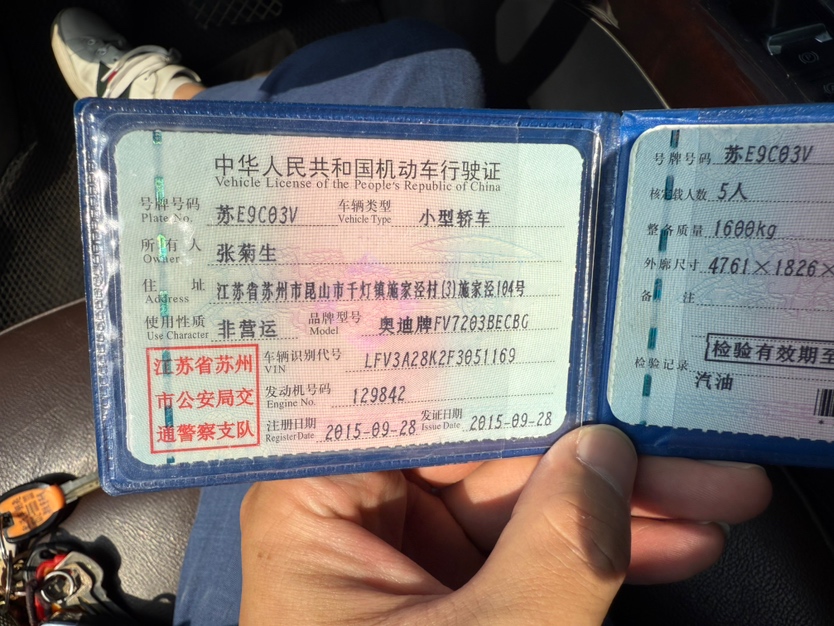 中华人民共和国机动车行驶证
Vehicle License of the People's Republic of China
号牌号码 苏E9C03V 车辆类型 小型轿车
Plate No. Vehicle Type
所有人 张菊生
Owner
住址 江苏省苏州市昆山市千灯镇施家泾村(3)施家泾104号
Address
使用性质 非营运 品牌型号 奥迪牌FV7203BECBG
Use Character Model
车辆识别代号 LFV3A28K2F3051169
VIN
发动机号码 129842
Engine No.
注册日期 2015-09-28 发证日期 2015-09-28
Register Date Issue Date
江苏省苏州
市公安局交
通警察支队
号牌号码 苏E9C03V
核定载人数 5人
整备质量 1600kg
外廓尺寸 4761×1826×
备注
检验有效期至
检验记录
汽油